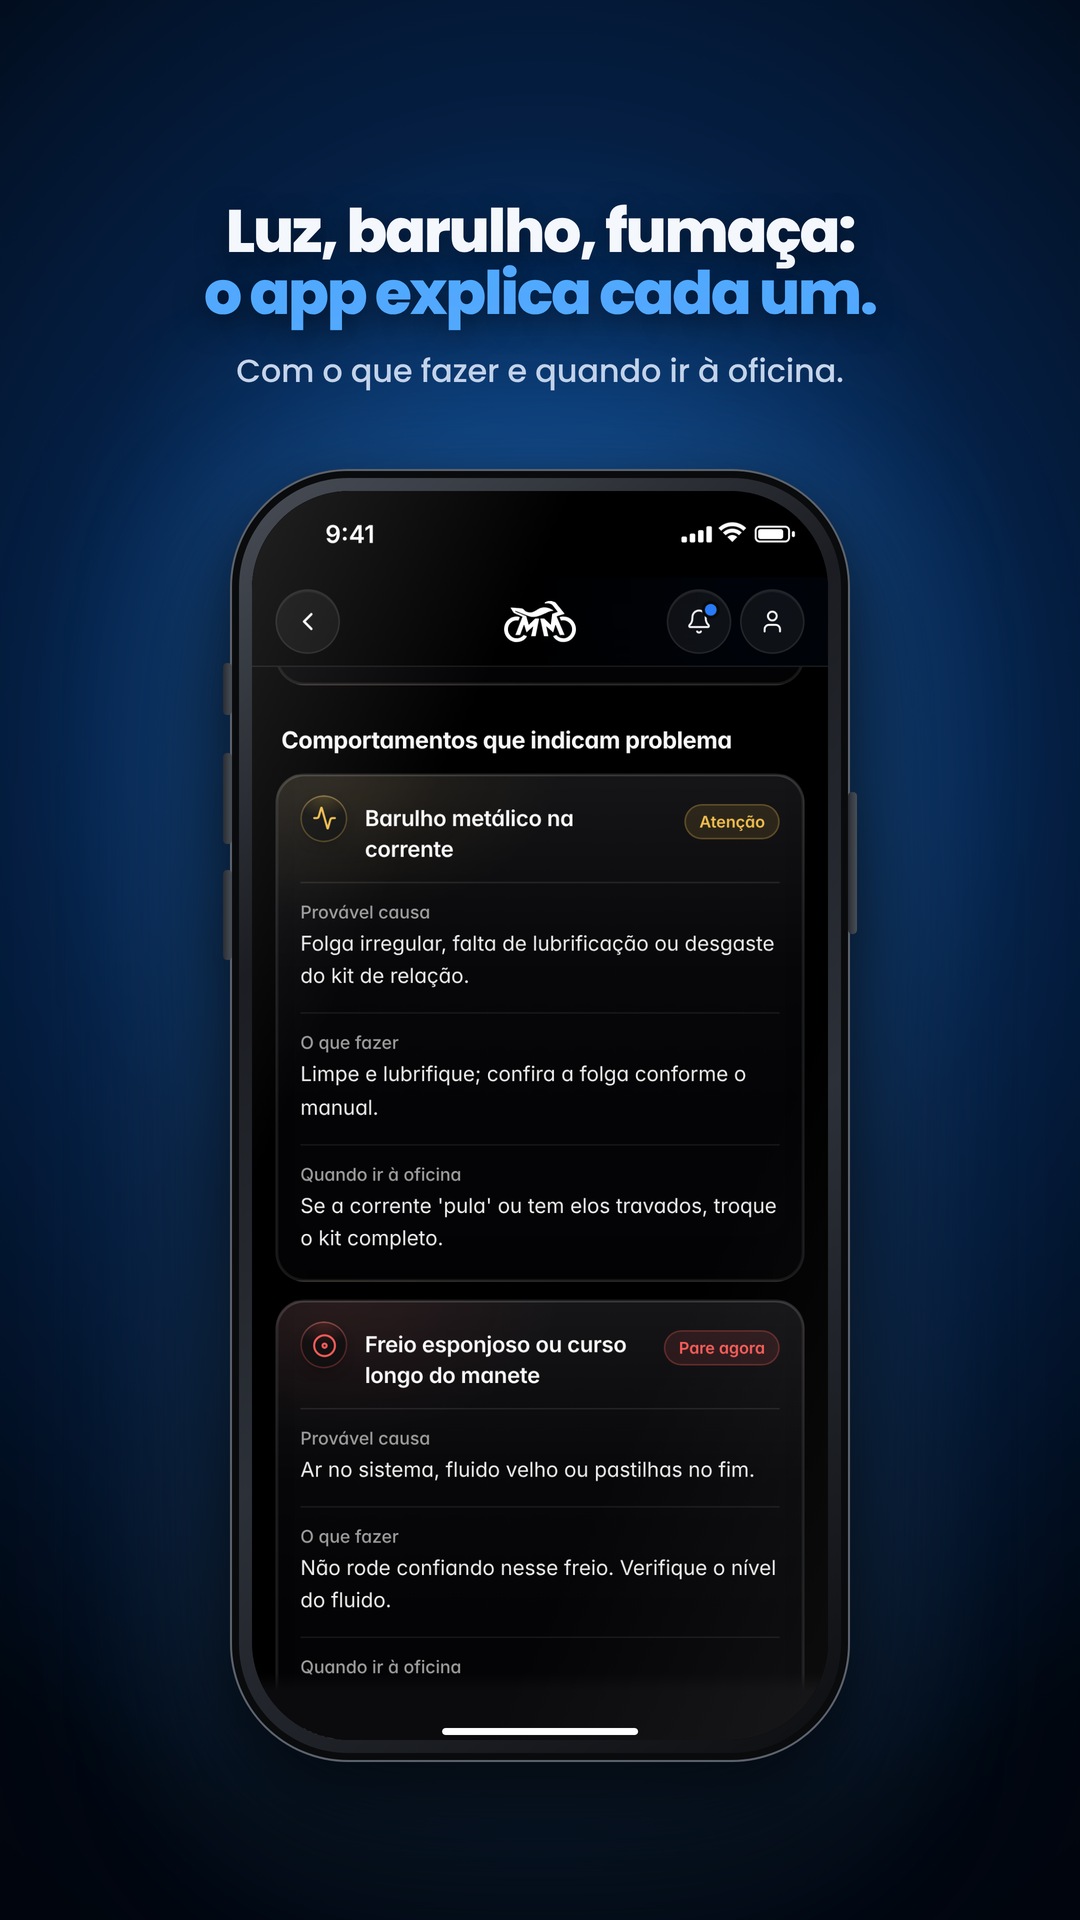 Luz, barulho, fumaça:
o app explica cada um.
Com o que fazer e quando ir à oficina.
9:41
MM
Comportamentos que indicam problema
Barulho metálico na
corrente
Atenção
Provável causa
Folga irregular, falta de lubrificação ou desgaste
do kit de relação.
O que fazer
Limpe e lubrifique; confira a folga conforme o
manual.
Quando ir à oficina
Se a corrente 'pula' ou tem elos travados, troque
o kit completo.
Freio esponjoso ou curso
longo do manete
Pare agora
Provável causa
Ar no sistema, fluido velho ou pastilhas no fim.
O que fazer
Não rode confiando nesse freio. Verifique o nível
do fluido.
Quando ir à oficina